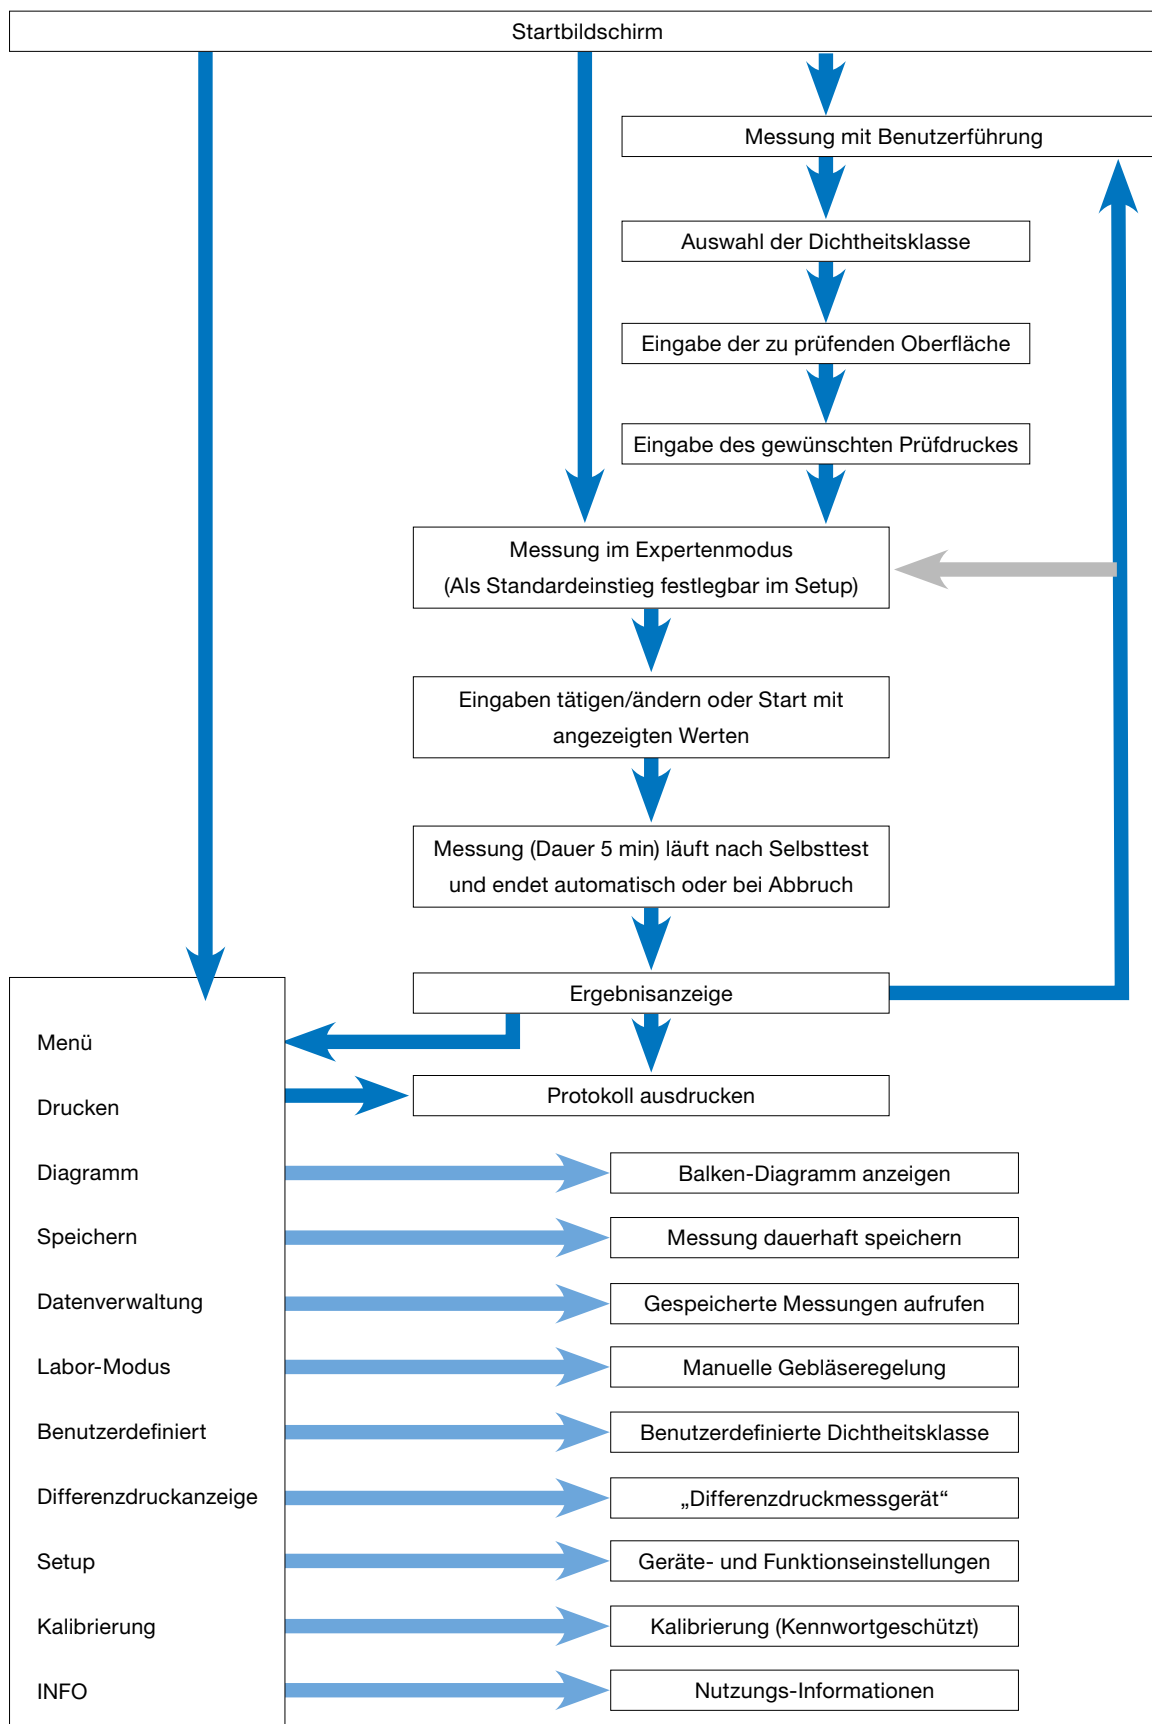 Startbildschirm
Messung mit Benutzerführung
Auswahl der Dichtheitsklasse
Eingabe der zu prüfenden Oberfläche
Eingabe des gewünschten Prüfdruckes
Messung im Expertenmodus
(Als Standardeinstieg festlegbar im Setup)
Eingaben tätigen/ändern oder Start mit
angezeigten Werten
Messung (Dauer 5 min) läuft nach Selbsttest
und endet automatisch oder bei Abbruch
Ergebnisanzeige
Menü
Protokoll ausdrucken
Drucken
Diagramm
Balken-Diagramm anzeigen
Speichern
Messung dauerhaft speichern
Datenverwaltung
Gespeicherte Messungen aufrufen
Labor-Modus
Manuelle Gebläseregelung
Benutzerdefiniert
Benutzerdefinierte Dichtheitsklasse
Differenzdruckanzeige
„Differenzdruckmessgerät“
Setup
Geräte- und Funktionseinstellungen
Kalibrierung
Kalibrierung (Kennwortgeschützt)
INFO
Nutzungs-Informationen